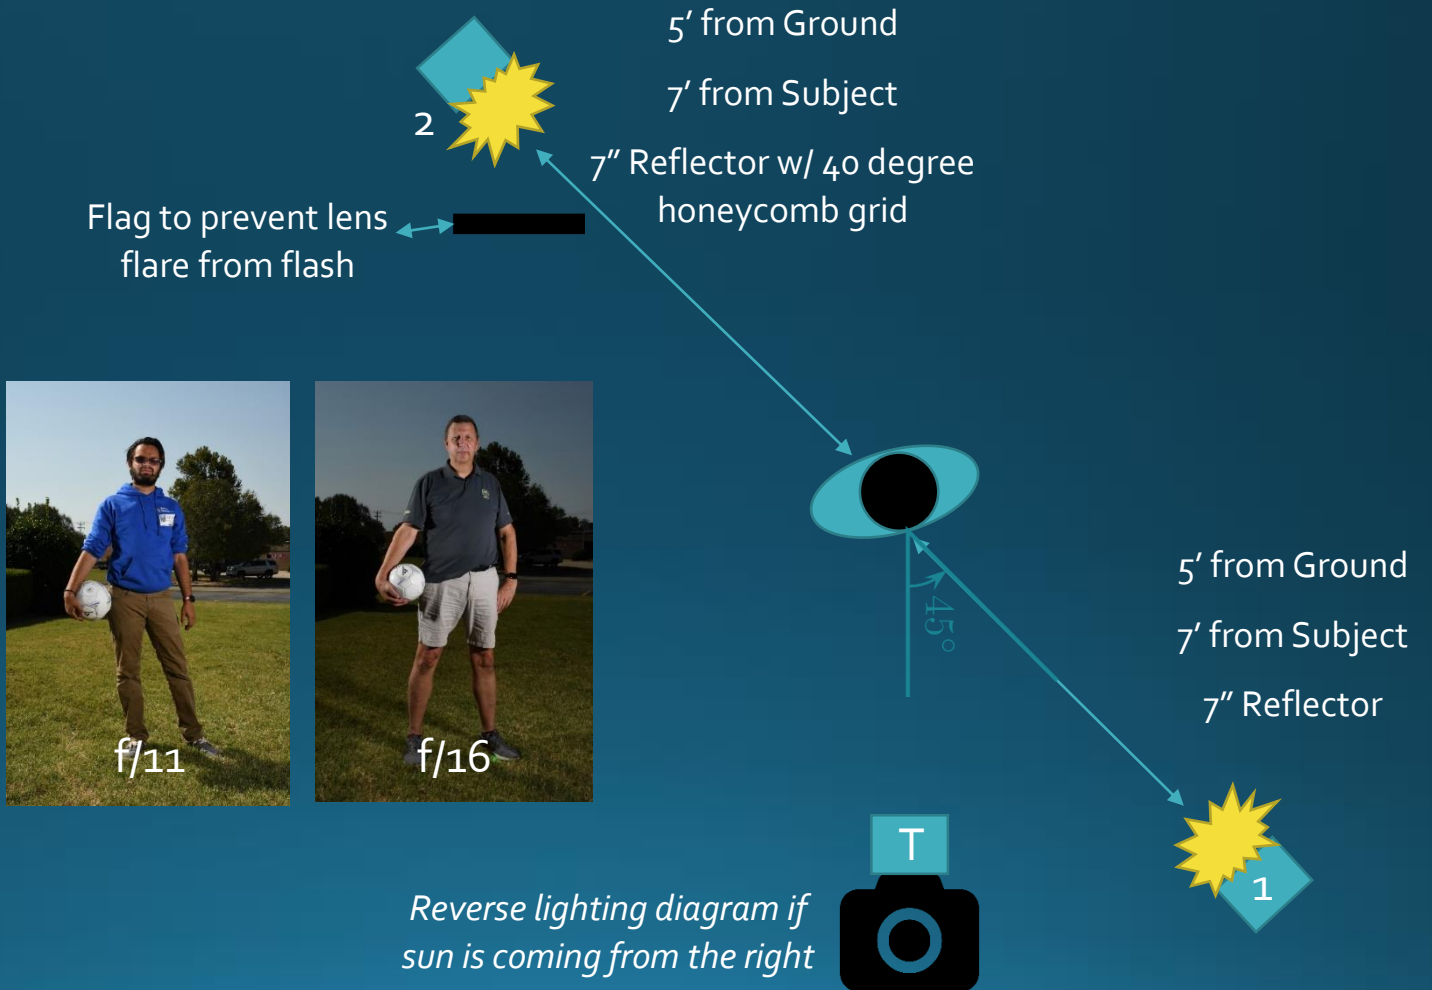 5′ from Ground
7′ from Subject
7″ Reflector w/ 40 degree
honeycomb grid
2
Flag to prevent lens
flare from flash
f/11
f/16
45°
5′ from Ground
7′ from Subject
7″ Reflector
1
T
Reverse lighting diagram if
sun is coming from the right